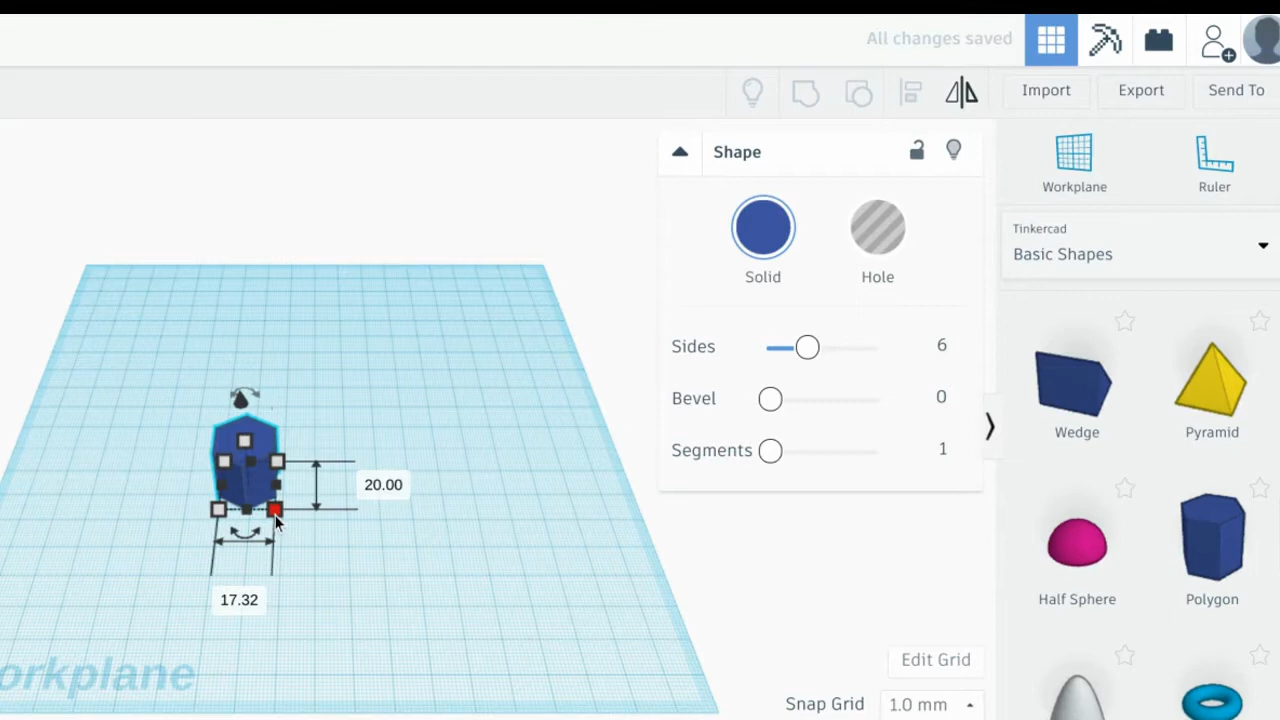 All changes saved
Import
Export
Send To
Shape
Workplane
Ruler
Solid
Hole
Tinkercad
Basic Shapes
Sides
6
Bevel
0
Segments
1
Wedge
Pyramid
Half Sphere
Polygon
20.00
17.32
orkplane
Edit Grid
Snap Grid
1.0 mm